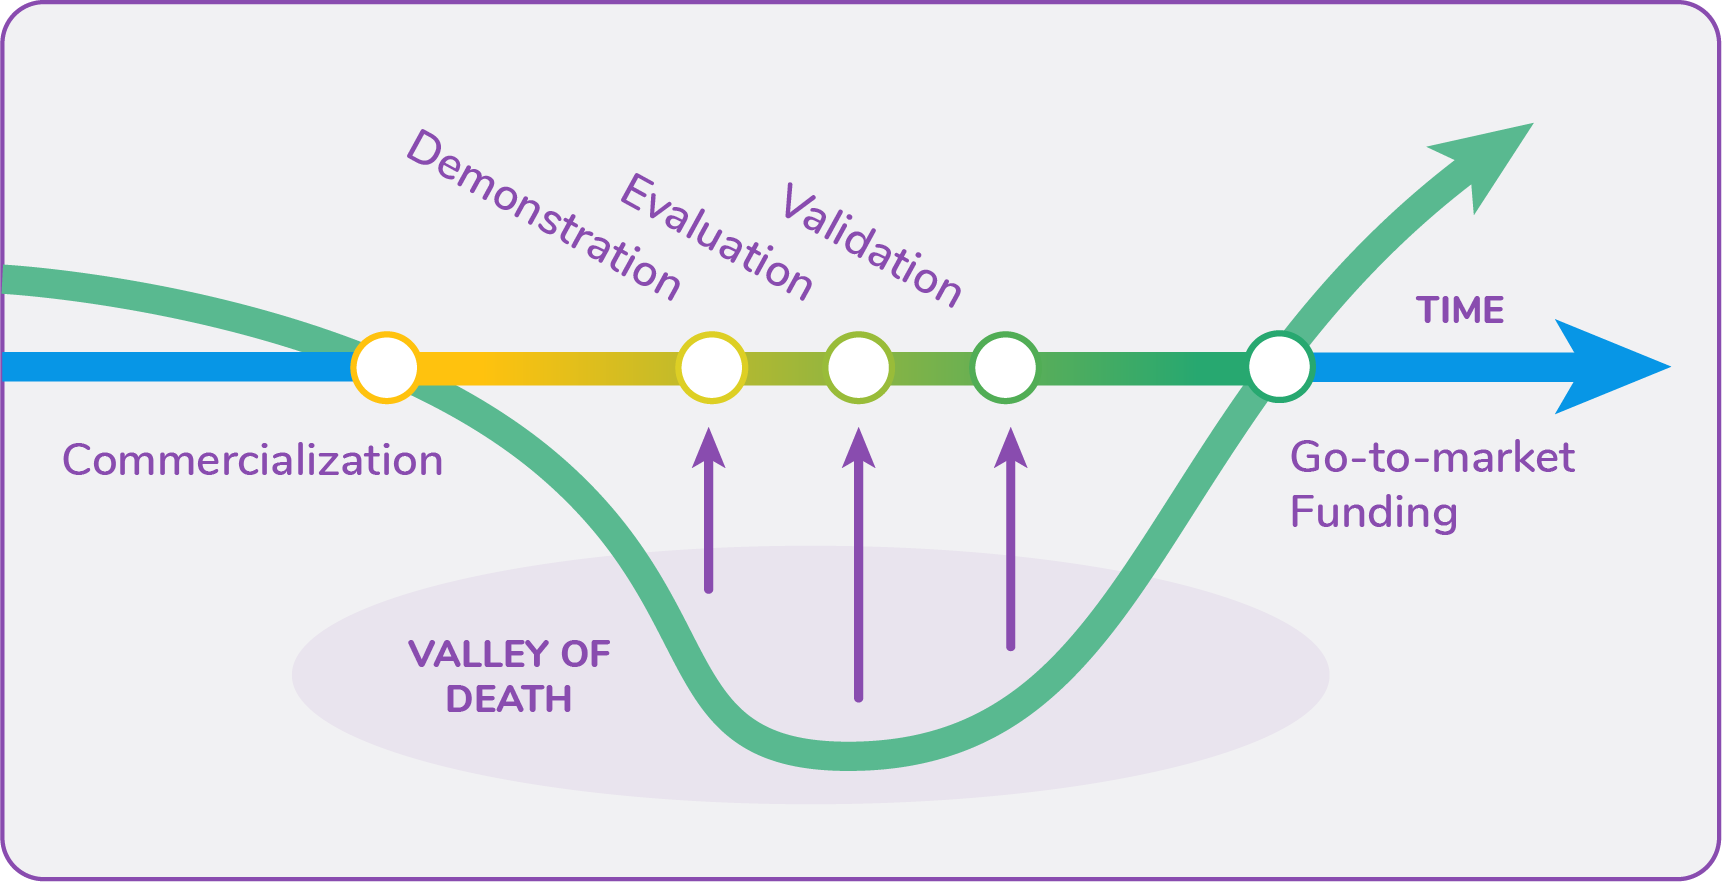 Demonstration
Evaluation
Validation
TIME
Commercialization
Go-to-market
Funding
VALLEY OF
DEATH